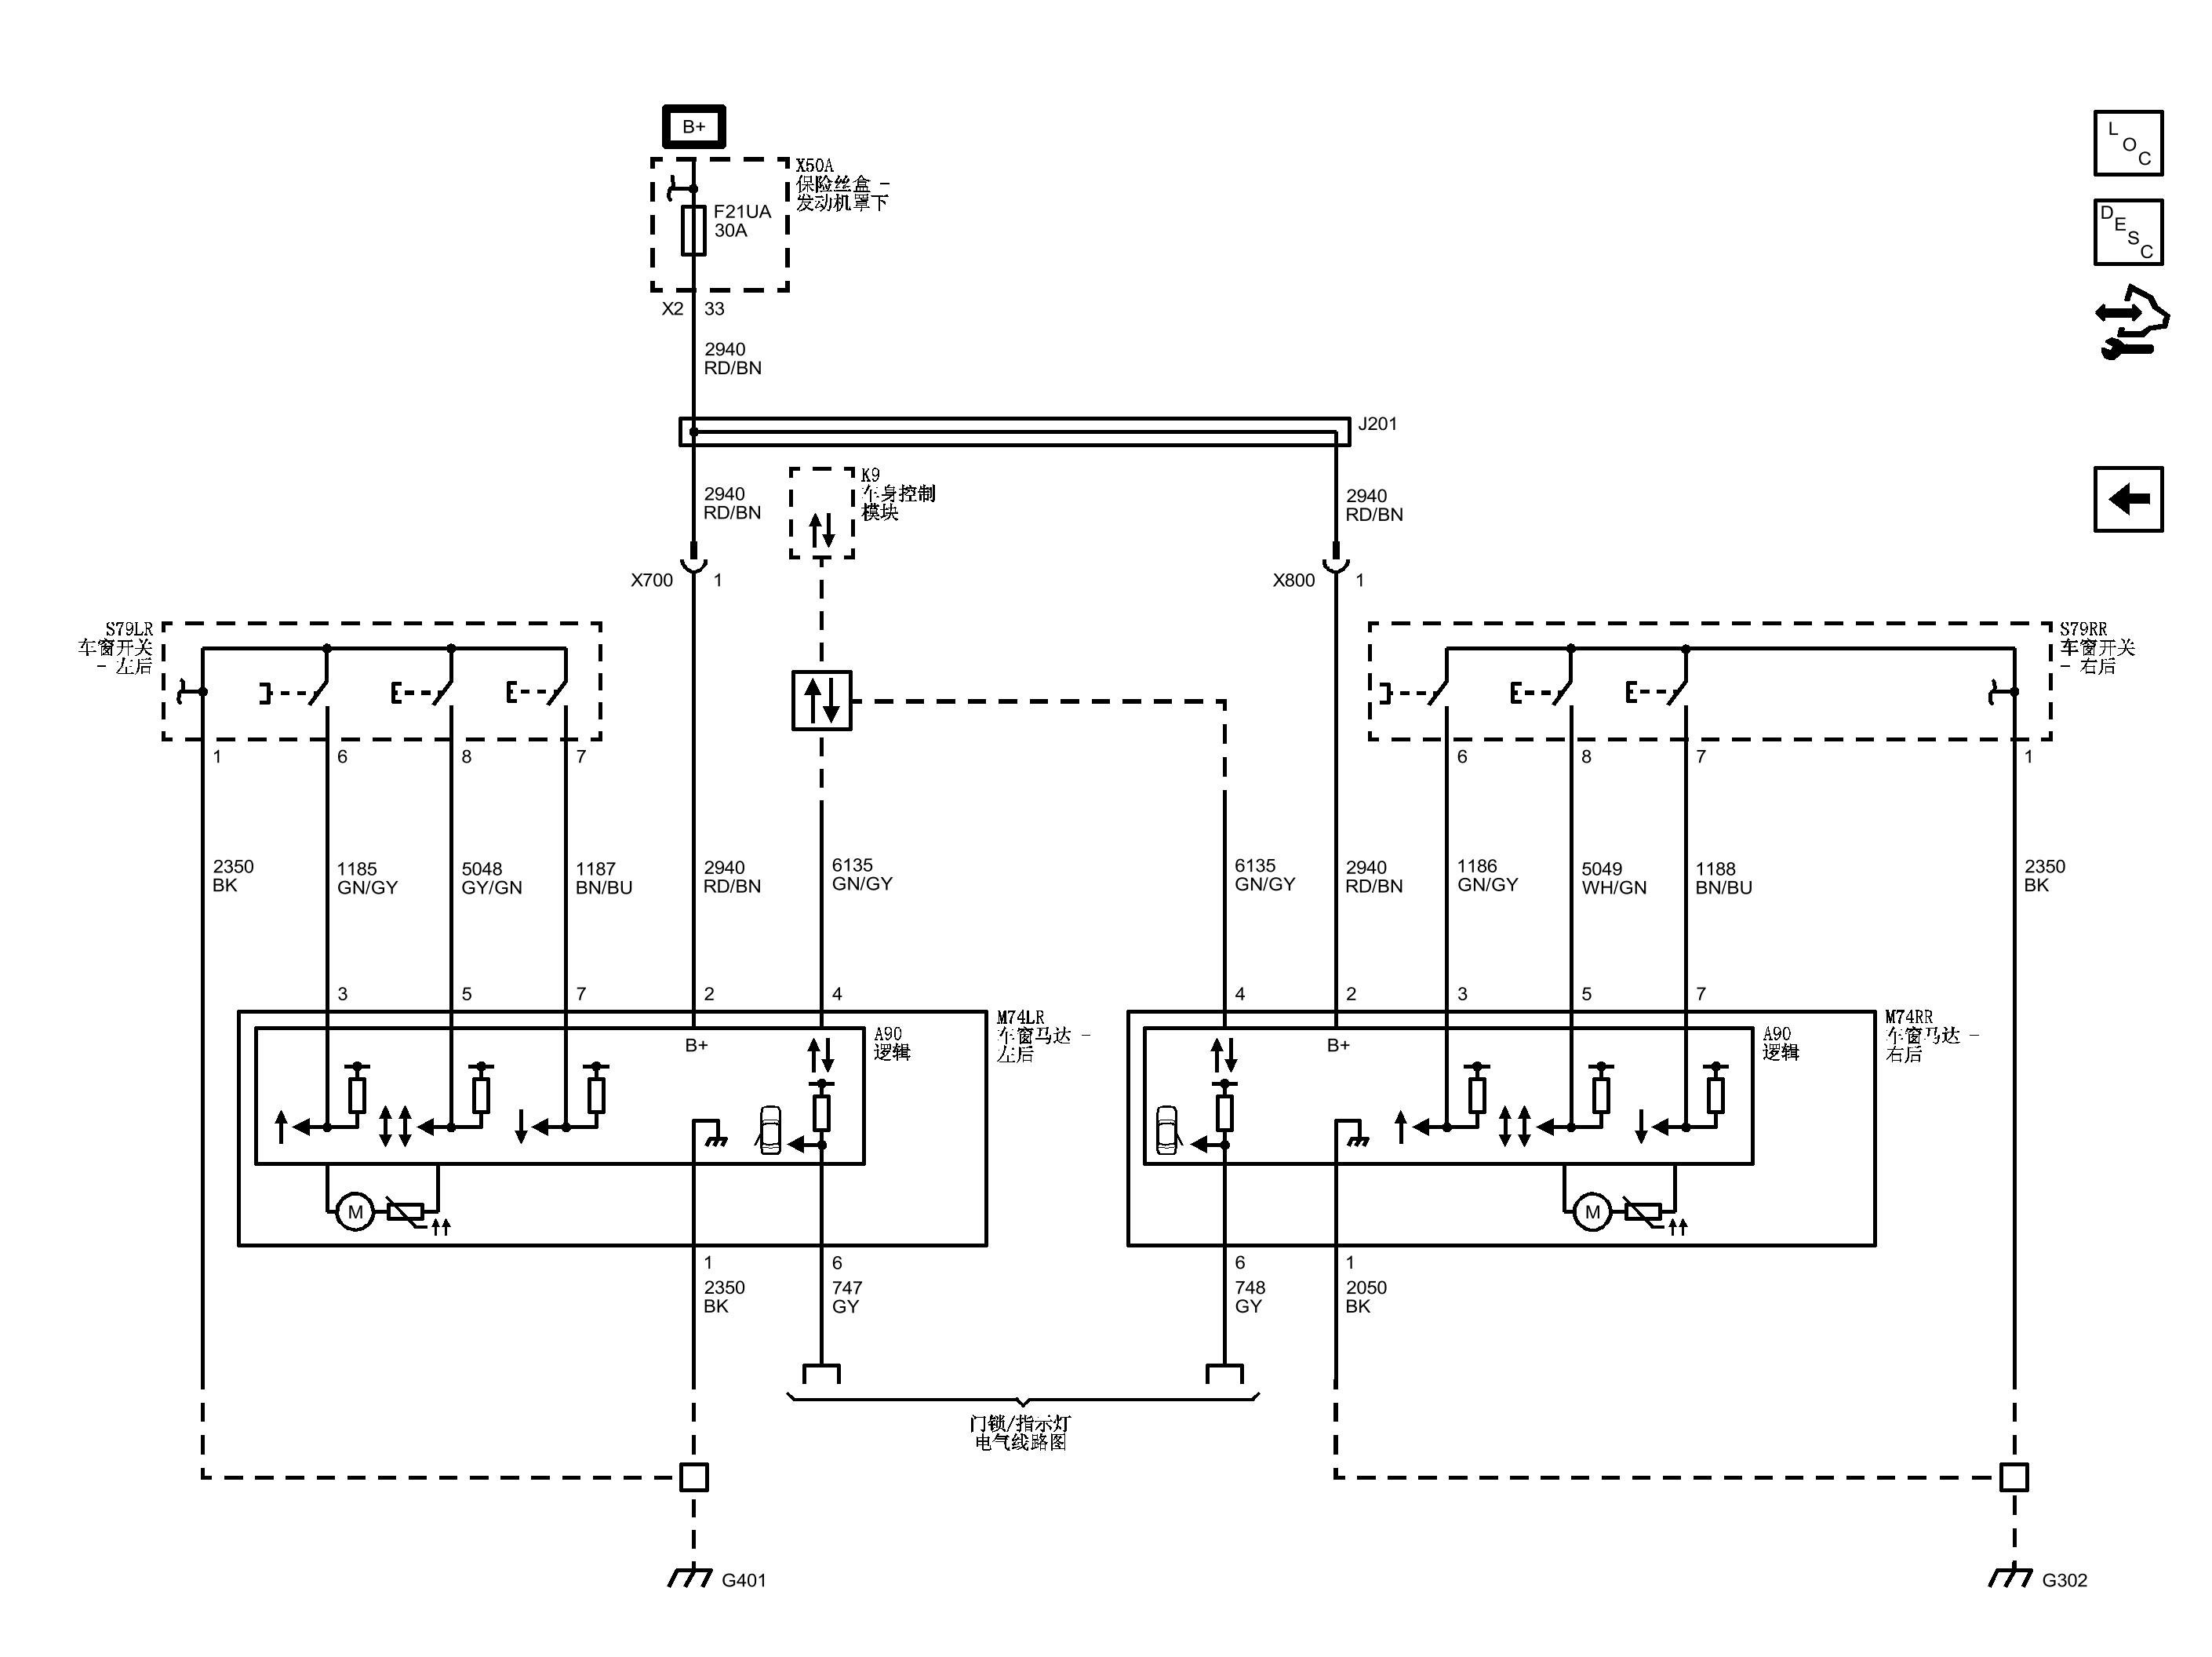 B+
X50A
保险丝盒 -
发动机罩下
F21UA
30A
X2 33
2940
RD/BN
J201
K9
车身控制
模块
2940
RD/BN
2940
RD/BN
X700 1
X800 1
S79LR
车窗开关
- 左后
S79RR
车窗开关
- 右后
1 6 8 7
6 8 7 1
2350
BK
1185
GN/GY
5048
GY/GN
1187
BN/BU
2940
RD/BN
6135
GN/GY
6135
GN/GY
2940
RD/BN
1186
GN/GY
5049
WH/GN
1188
BN/BU
2350
BK
3 5 7 2 4
4 2 3 5 7
M74LR
车窗马达 -
左后
A90
逻辑
B+
M
M74RR
车窗马达 -
右后
A90
逻辑
B+
M
1
2350
BK
6
747
GY
6
748
GY
1
2050
BK
门锁/指示灯
电气线路图
G401
G302
L
O
C
D
E
S
C